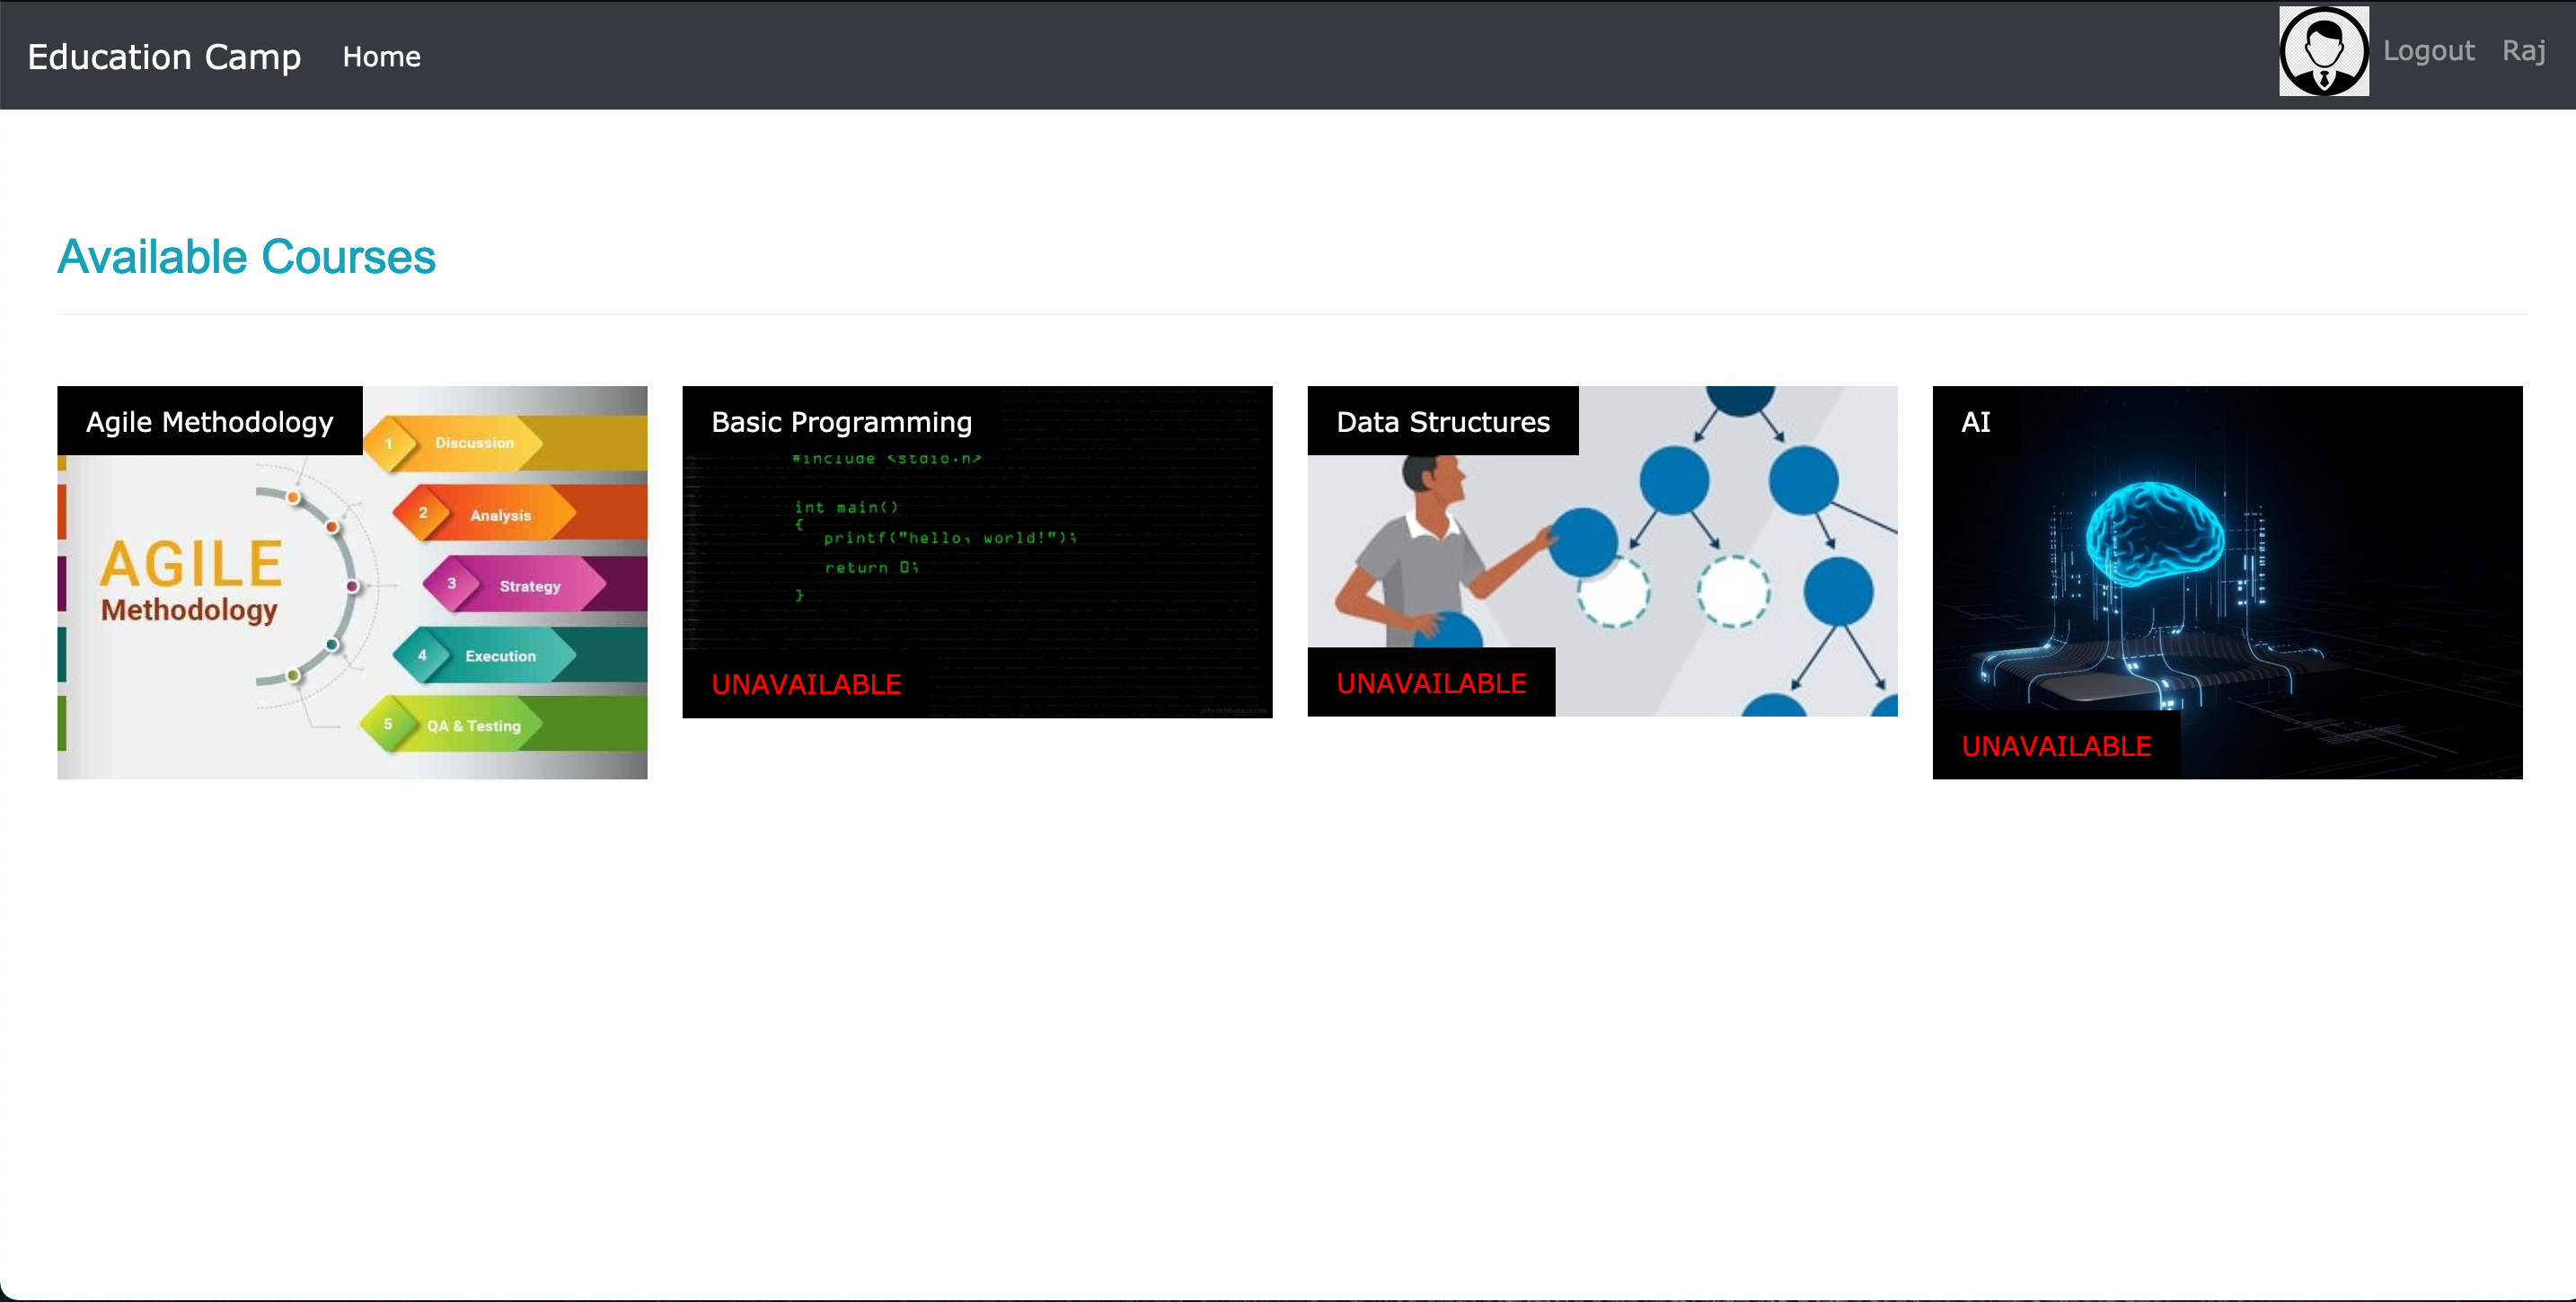 Education Camp Home Logout Raj
Available Courses
Agile Methodology
AGILE
Methodology
1 Discussion
2 Analysis
3 Strategy
4 Execution
5 QA & Testing
Basic Programming
#include <stdio.h>
int main()
{
printf("hello, world!");
return 0;
}
UNAVAILABLE
Data Structures
UNAVAILABLE
AI
UNAVAILABLE